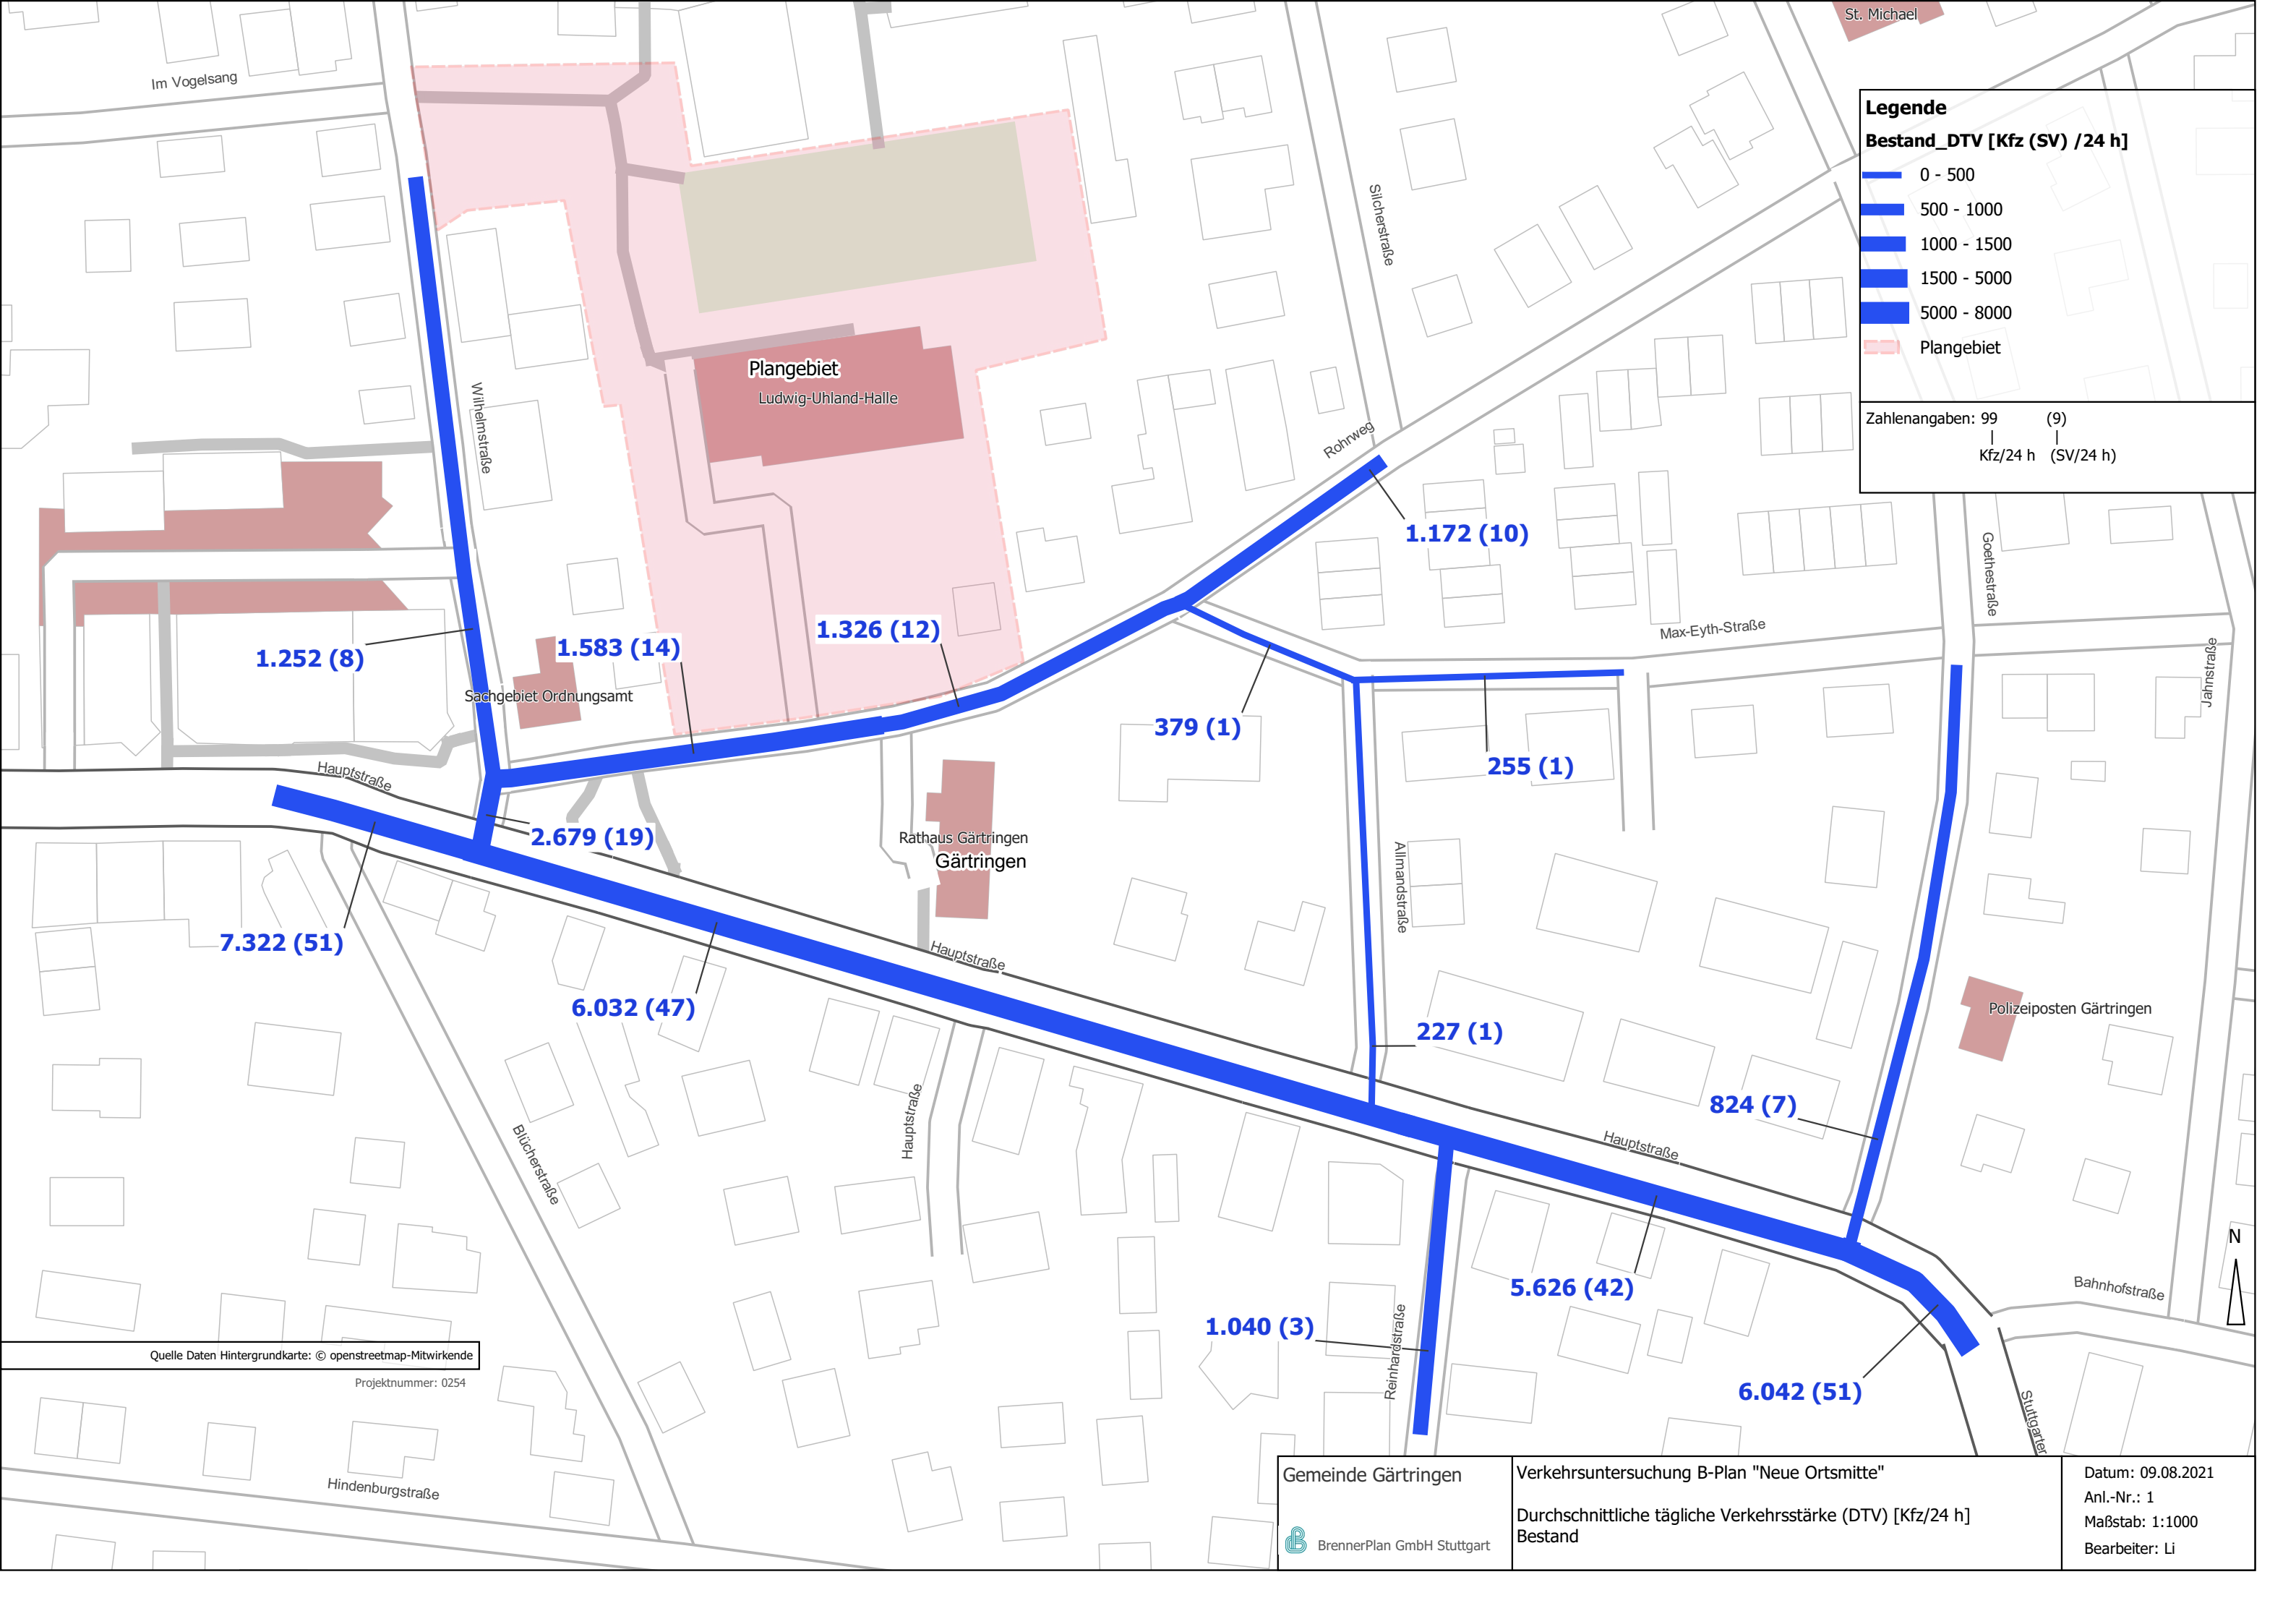 St. Michael
Im Vogelsang
Legende
Bestand_DTV [Kfz (SV) /24 h]
0 - 500
500 - 1000
1000 - 1500
1500 - 5000
5000 - 8000
Plangebiet
Zahlenangaben: 99 (9)
Kfz/24 h (SV/24 h)
Silcherstraße
Wilhelmstraße
Plangebiet
Ludwig-Uhland-Halle
Rohrweg
1.172 (10)
Goethestraße
1.326 (12)
Max-Eyth-Straße
1.583 (14)
1.252 (8)
Jahnstraße
Sachgebiet Ordnungsamt
379 (1)
255 (1)
Hauptstraße
2.679 (19)
Rathaus Gärtringen
Gärtringen
Allmandstraße
7.322 (51)
Hauptstraße
6.032 (47)
Polizeiposten Gärtringen
227 (1)
824 (7)
Hauptstraße
Hauptstraße
Blücherstraße
N
5.626 (42)
Bahnhofstraße
1.040 (3)
Reinhardstraße
Quelle Daten Hintergrundkarte: © openstreetmap-Mitwirkende
Projektnummer: 0254
6.042 (51)
Stuttgarter
Hindenburgstraße
Gemeinde Gärtringen
BrennerPlan GmbH Stuttgart
Verkehrsuntersuchung B-Plan "Neue Ortsmitte"
Durchschnittliche tägliche Verkehrsstärke (DTV) [Kfz/24 h]
Bestand
Datum: 09.08.2021
Anl.-Nr.: 1
Maßstab: 1:1000
Bearbeiter: Li